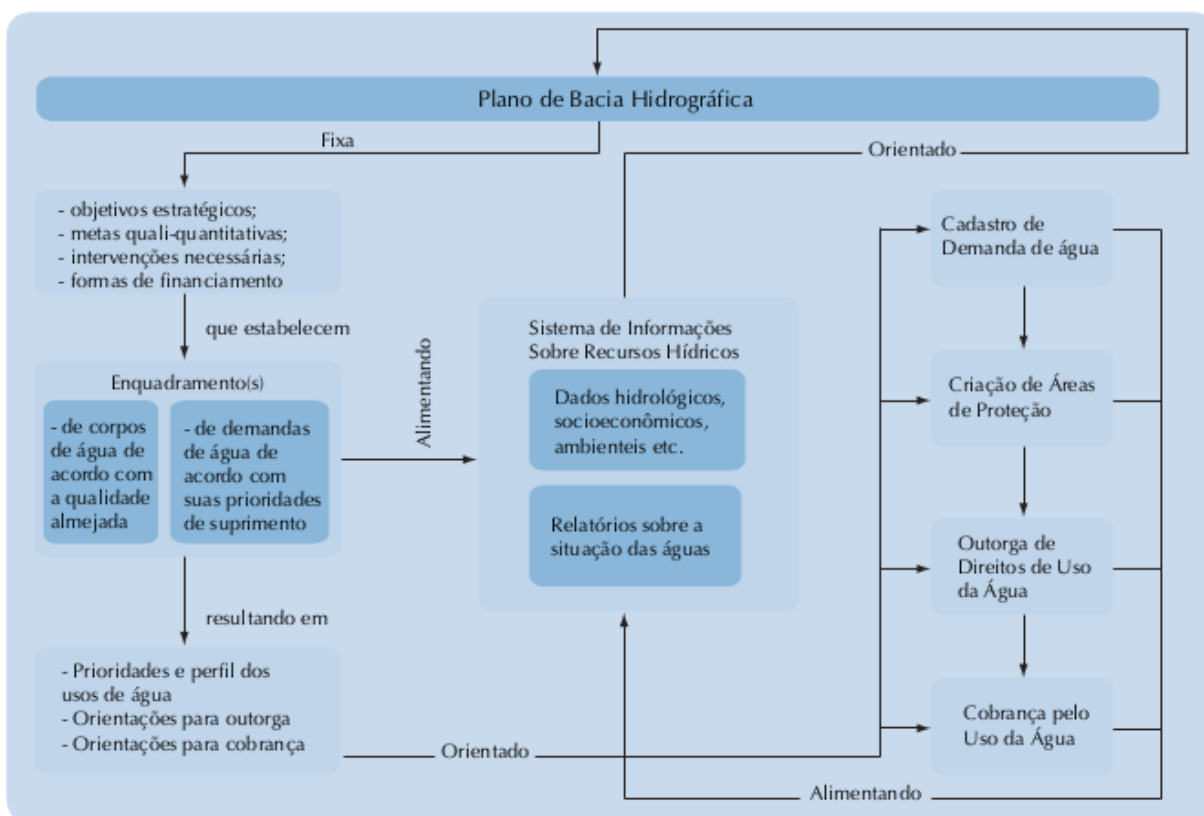 Plano de Bacia Hidrográfica
Fixa
Orientado
- objetivos estratégicos;
- metas quali-quantitativas;
- intervenções necessárias;
- formas de financiamento
que estabelecem
Enquadramento(s)
- de corpos
de água de
acordo com
a qualidade
almejada
- de demandas
de água de
acordo com
suas prioridades
de suprimento
resultando em
- Prioridades e perfil dos
usos de água
- Orientações para outorga
- Orientações para cobrança
Alimentando
Sistema de Informações
Sobre Recursos Hídricos
Dados hidrológicos,
socioeconômicos,
ambienteis etc.
Relatórios sobre a
situação das águas
Orientado
Cadastro de
Demanda de água
Criação de Áreas
de Proteção
Outorga de
Direitos de Uso
da Água
Cobrança pelo
Uso da Água
Alimentando